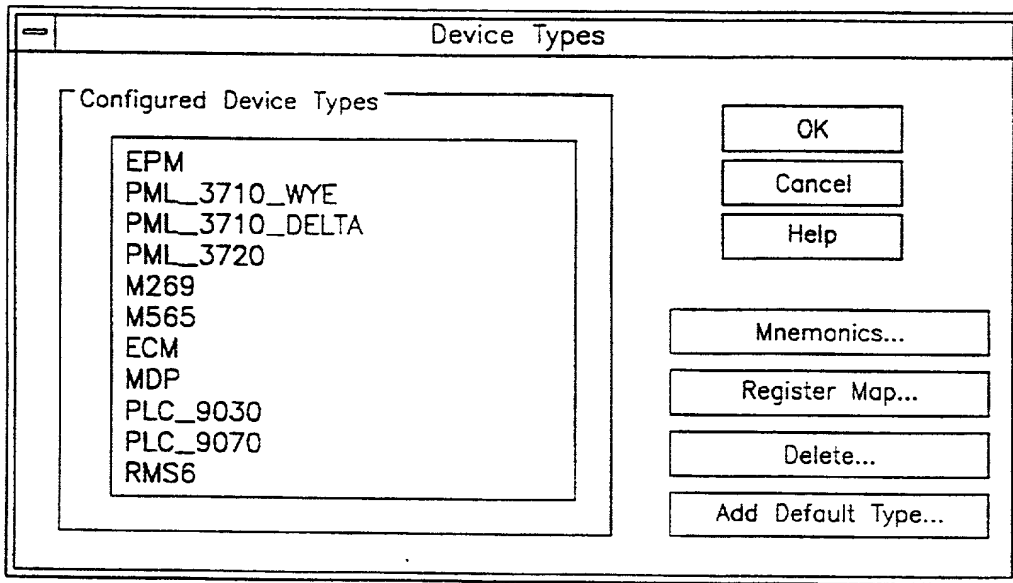 Device Types
Configured Device Types
EPM
PML_3710_WYE
PML_3710_DELTA
PML_3720
M269
M565
ECM
MDP
PLC_9030
PLC_9070
RMS6
OK
Cancel
Help
Mnemonics...
Register Map...
Delete...
Add Default Type...